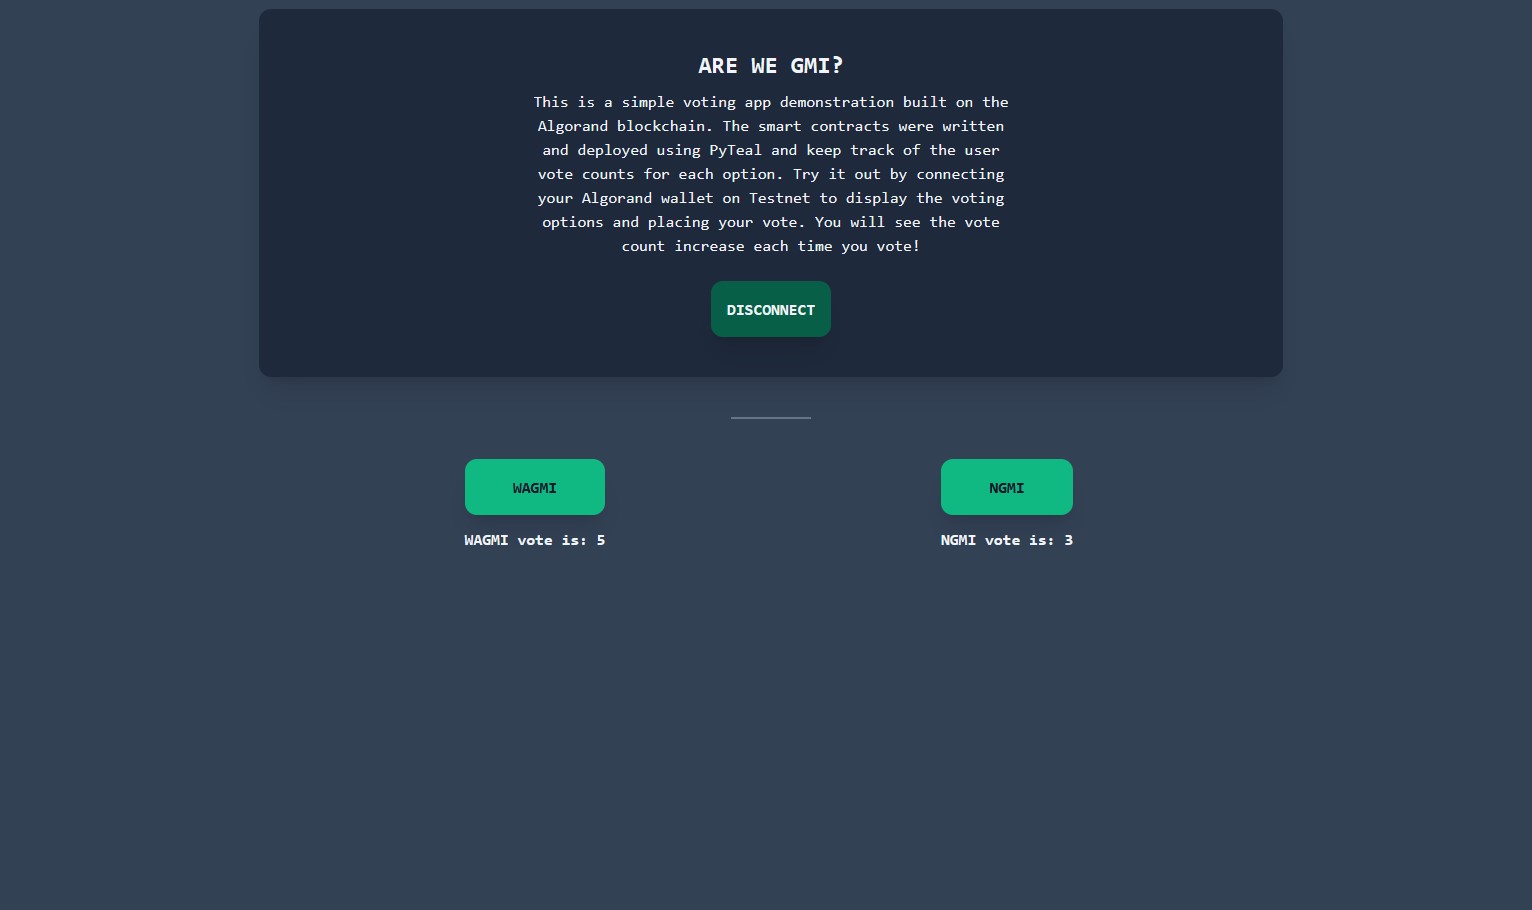 ARE WE GMI?
This is a simple voting app demonstration built on the
Algorand blockchain. The smart contracts were written
and deployed using PyTeal and keep track of the user
vote counts for each option. Try it out by connecting
your Algorand wallet on Testnet to display the voting
options and placing your vote. You will see the vote
count increase each time you vote!
DISCONNECT
WAGMI
NGMI
WAGMI vote is: 5
NGMI vote is: 3